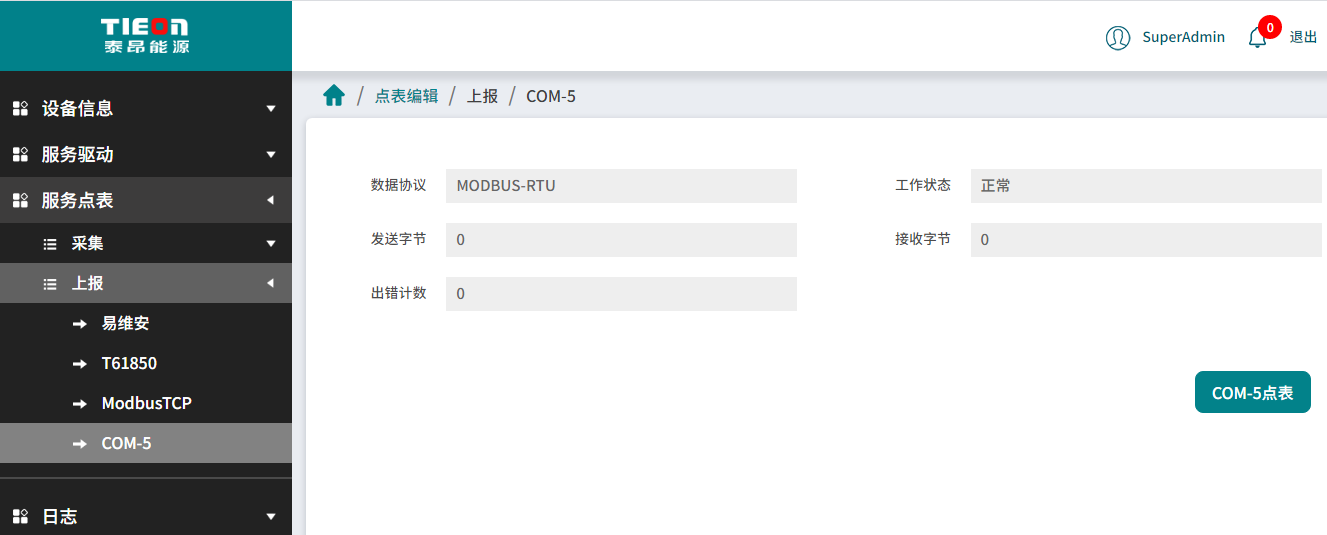 TIEON
泰昂能源
SuperAdmin
0
退出
设备信息
服务驱动
服务点表
采集
上报
易维安
T61850
ModbusTCP
COM-5
日志
/ 点表编辑 / 上报 / COM-5
数据协议 MODBUS-RTU
工作状态 正常
发送字节 0
接收字节 0
出错计数 0
COM-5点表